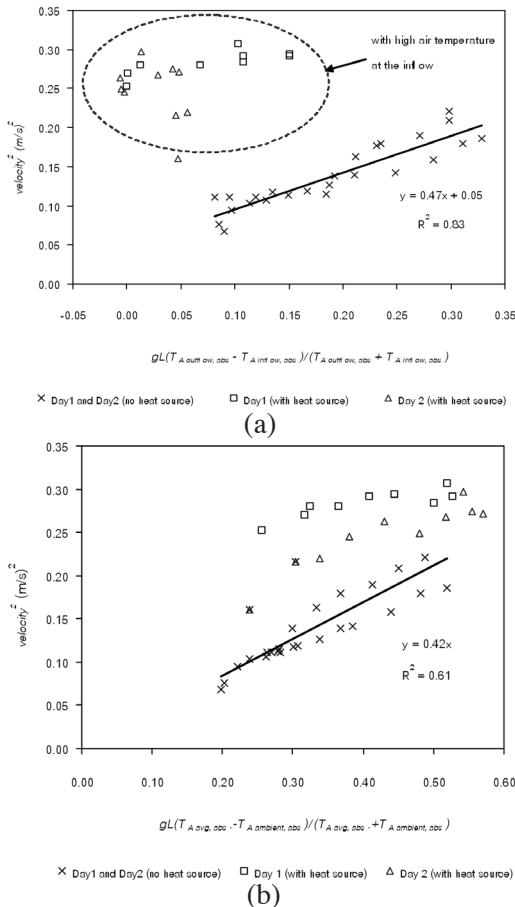 (m/s)²
velocity²
0.35
0.30
0.25
0.20
0.15
0.10
0.05
0.00
-0.05 0.00 0.05 0.10 0.15 0.20 0.25 0.30 0.35
with high air temperature
at the inflow
y = 0.47x + 0.05
R² = 0.83
gL(T A outflow, abs - T A inflow, abs )/(T A outflow, abs + T A inflow, abs )
× Day1 and Day2 (no heat source) □ Day1 (with heat source) △ Day 2 (with heat source)
(a)
velocity² (m/s)²
0.35
0.30
0.25
0.20
0.15
0.10
0.05
0.00
0.00 0.10 0.20 0.30 0.40 0.50 0.60
y = 0.42x
R² = 0.61
gL(T A avg, abs .-T A ambient, abs )/(T A avg, abs .+T A ambient, abs )
× Day1 and Day2 (no heat source) □ Day 1 (with heat source) △ Day 2 (with heat source)
(b)